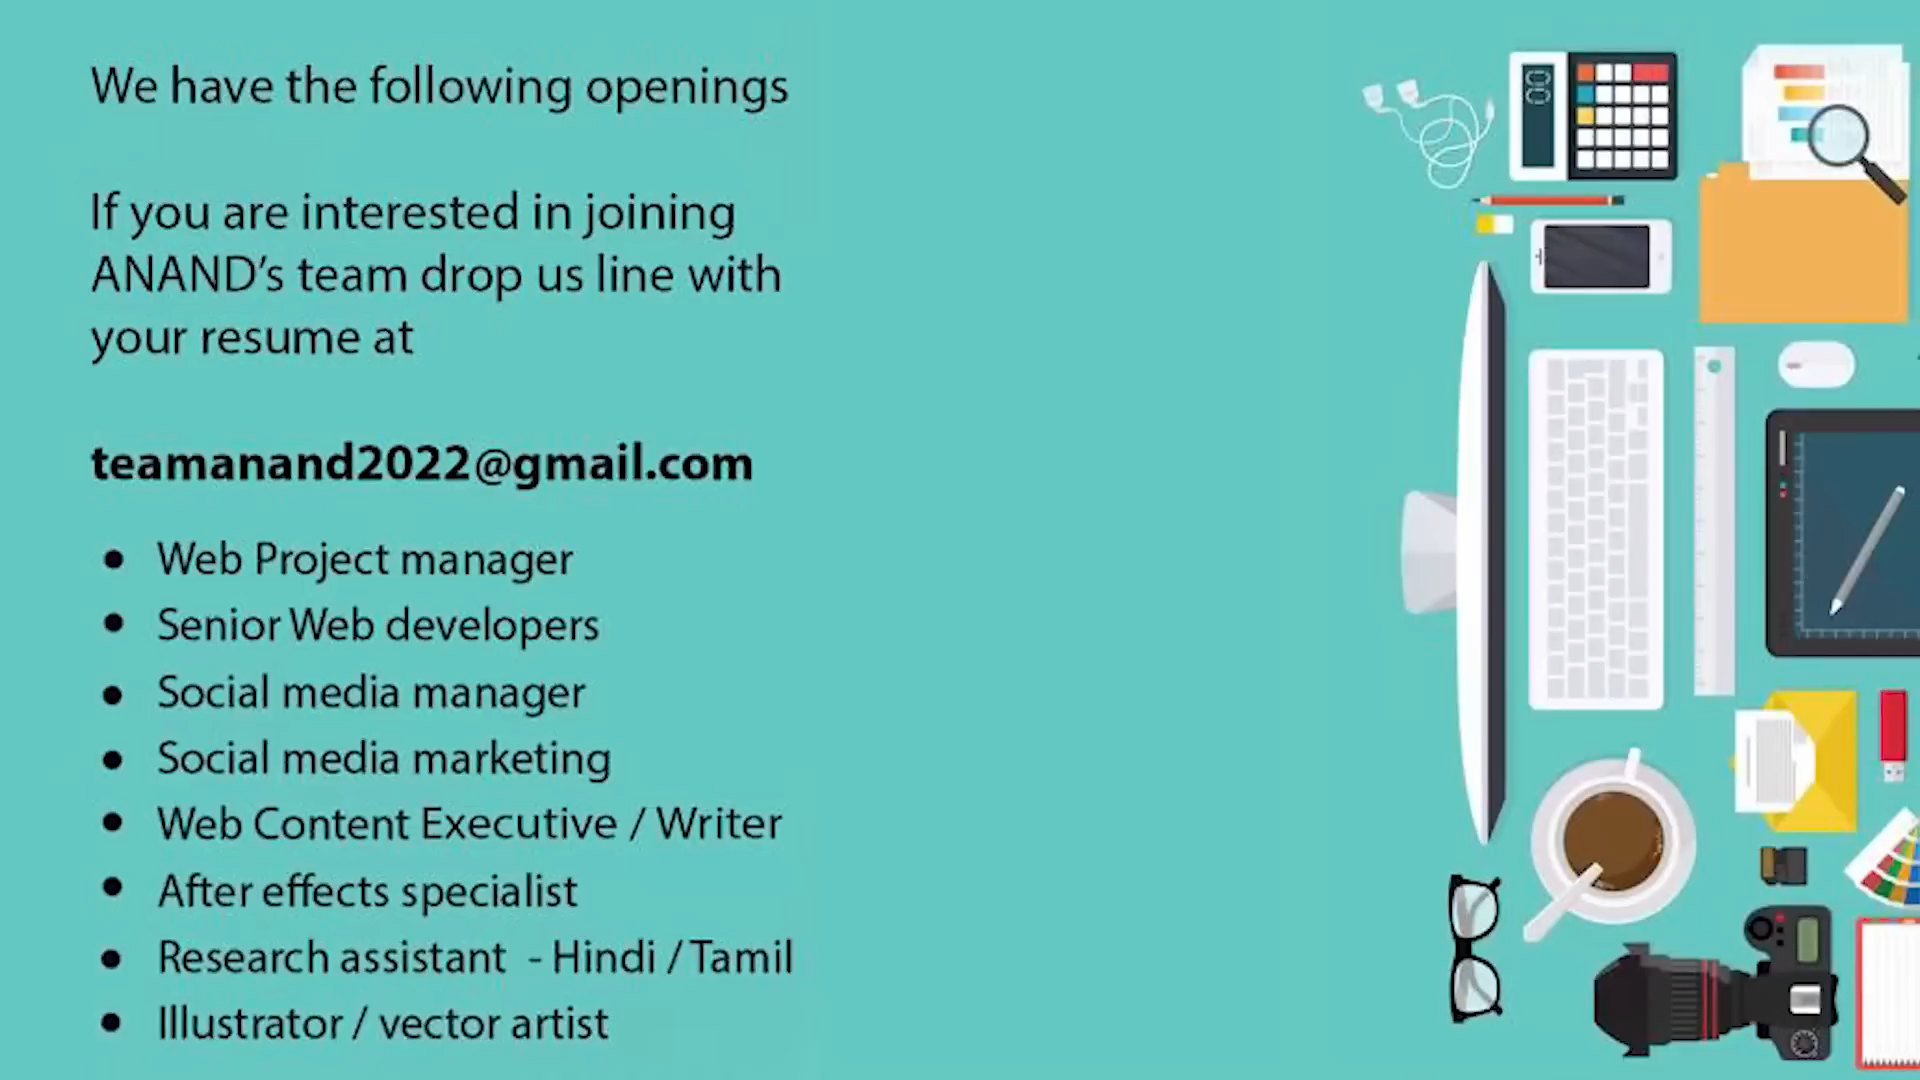 We have the following openings
If you are interested in joining
ANAND's team drop us line with
your resume at
teamanand2022@gmail.com
● Web Project manager
● Senior Web developers
● Social media manager
● Social media marketing
● Web Content Executive / Writer
● After effects specialist
● Research assistant - Hindi / Tamil
● Illustrator / vector artist